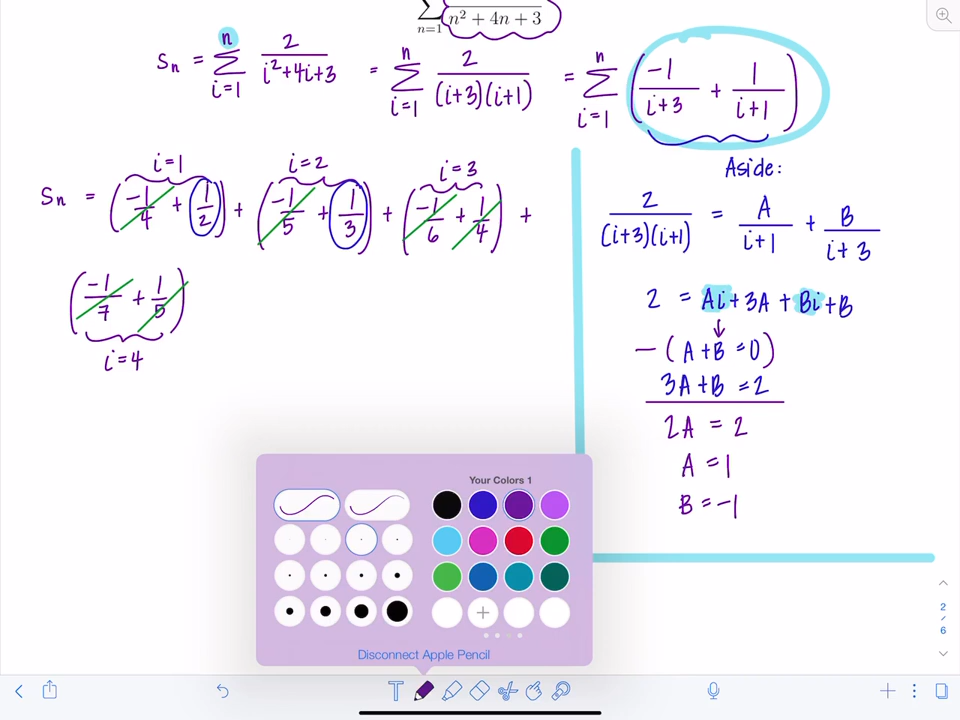 ∑ n=1 / n² + 4n + 3
Sn = ∑ i=1 n 2/(i²+4i+3) = ∑ i=1 n 2/((i+3)(i+1)) = ∑ i=1 n (-1/(i+3) + 1/(i+1))
Aside:
i=1 i=2 i=3
Sn = (-1/4 + 1/2) + (-1/5 + 1/3) + (-1/6 + 1/4) +
(-1/7 + 1/5)
i=4
2/((i+3)(i+1)) = A/(i+1) + B/(i+3)
2 = Ai+3A + Bi+B
↓
- (A+B=0)
3A+B=2
2A = 2
A = 1
B = -1
Your Colors 1
Disconnect Apple Pencil
2
/
6
T